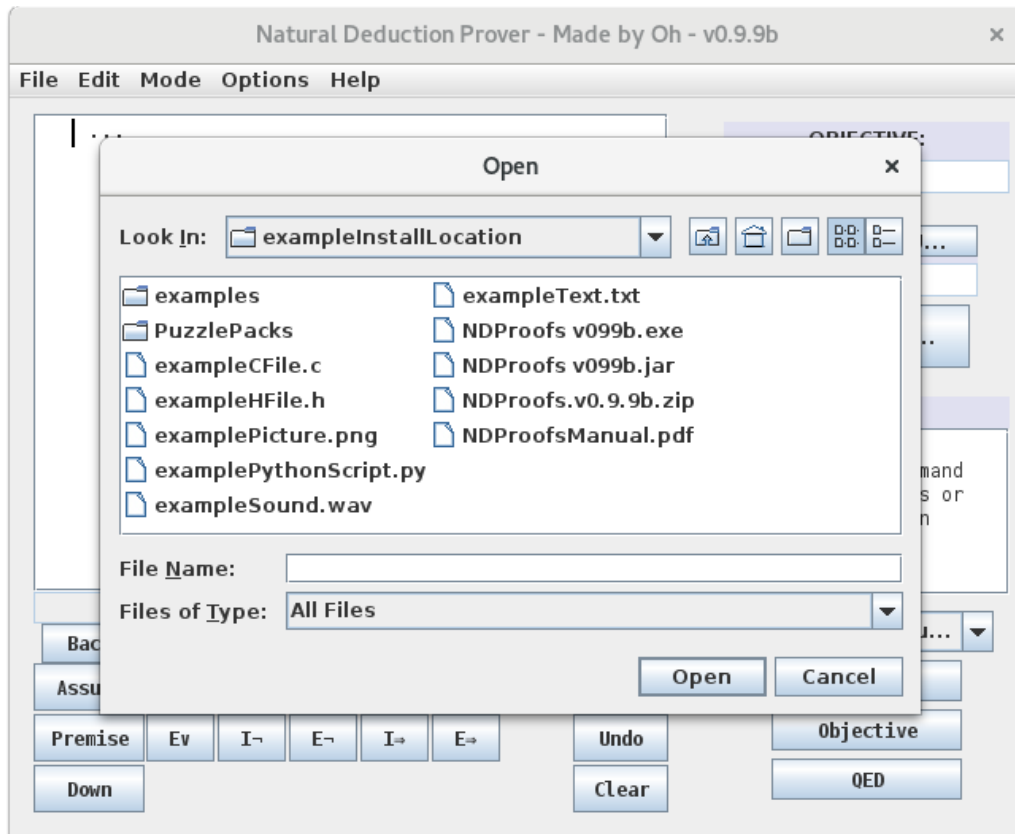 Natural Deduction Prover - Made by Oh - v0.9.9b
File Edit Mode Options Help
...
OBJECTIVE:
Open
Look In: exampleInstallLocation
examples
PuzzlePacks
exampleCFile.c
exampleHFile.h
examplePicture.png
examplePythonScript.py
exampleSound.wav
exampleText.txt
NDProofs v099b.exe
NDProofs v099b.jar
NDProofs.v0.9.9b.zip
NDProofsManual.pdf
File Name:
Files of Type: All Files
Open Cancel
s or
Premise E∨ I¬ E¬ I⇒ E⇒ Undo Objective
Down Clear QED